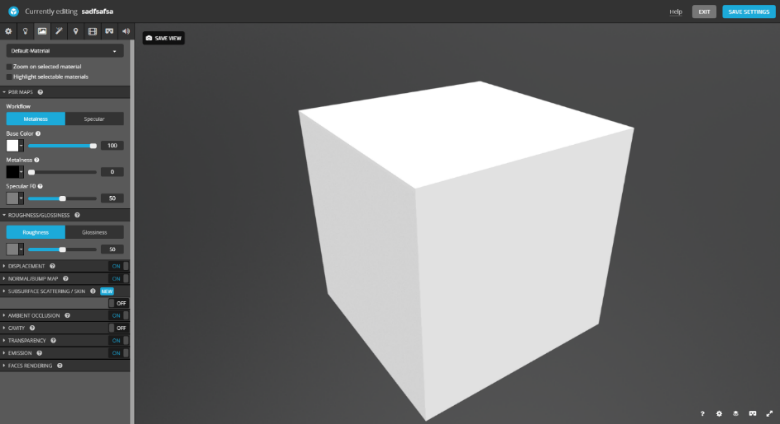 Currently editing sadfsafsa
Help
EXIT
SAVE SETTINGS
SAVE VIEW
Default Material
Zoom on selected material
Highlight selectable materials
PBR MAPS ?
Workflow
Metalness Specular
Base Color
100
Metalness ?
0
Specular F0 ?
50
ROUGHNESS/GLOSSINESS ?
Roughness Glossiness
50
DISPLACEMENT ? ON
NORMAL/BUMP MAP ? ON
SUBSURFACE SCATTERING / SKIN ? NEW
OFF
AMBIENT OCCLUSION ? ON
CAVITY ? OFF
TRANSPARENCY ? ON
EMISSION ? ON
FACES RENDERING ?
?